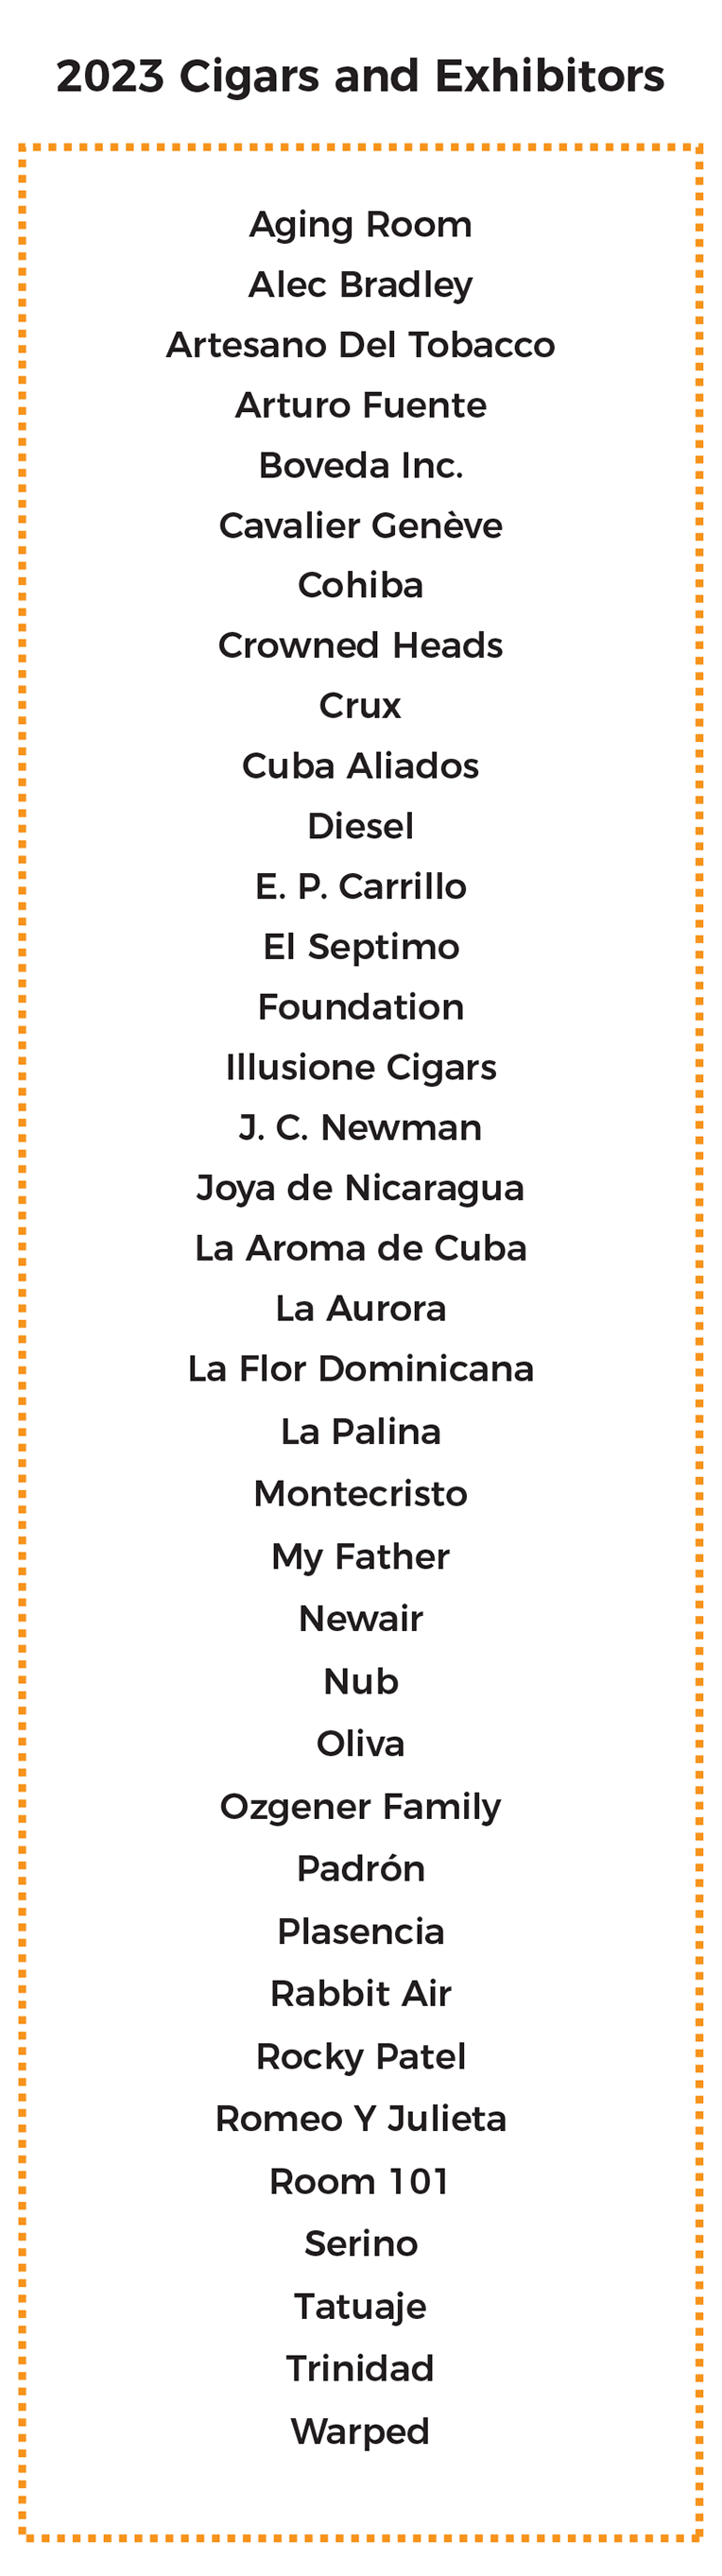 2023 Cigars and Exhibitors
Aging Room
Alec Bradley
Artesano Del Tobacco
Arturo Fuente
Boveda Inc.
Cavalier Genève
Cohiba
Crowned Heads
Crux
Cuba Aliados
Diesel
E. P. Carrillo
El Septimo
Foundation
Illusione Cigars
J. C. Newman
Joya de Nicaragua
La Aroma de Cuba
La Aurora
La Flor Dominicana
La Palina
Montecristo
My Father
Newair
Nub
Oliva
Ozgener Family
Padrón
Plasencia
Rabbit Air
Rocky Patel
Romeo Y Julieta
Room 101
Serino
Tatuaje
Trinidad
Warped